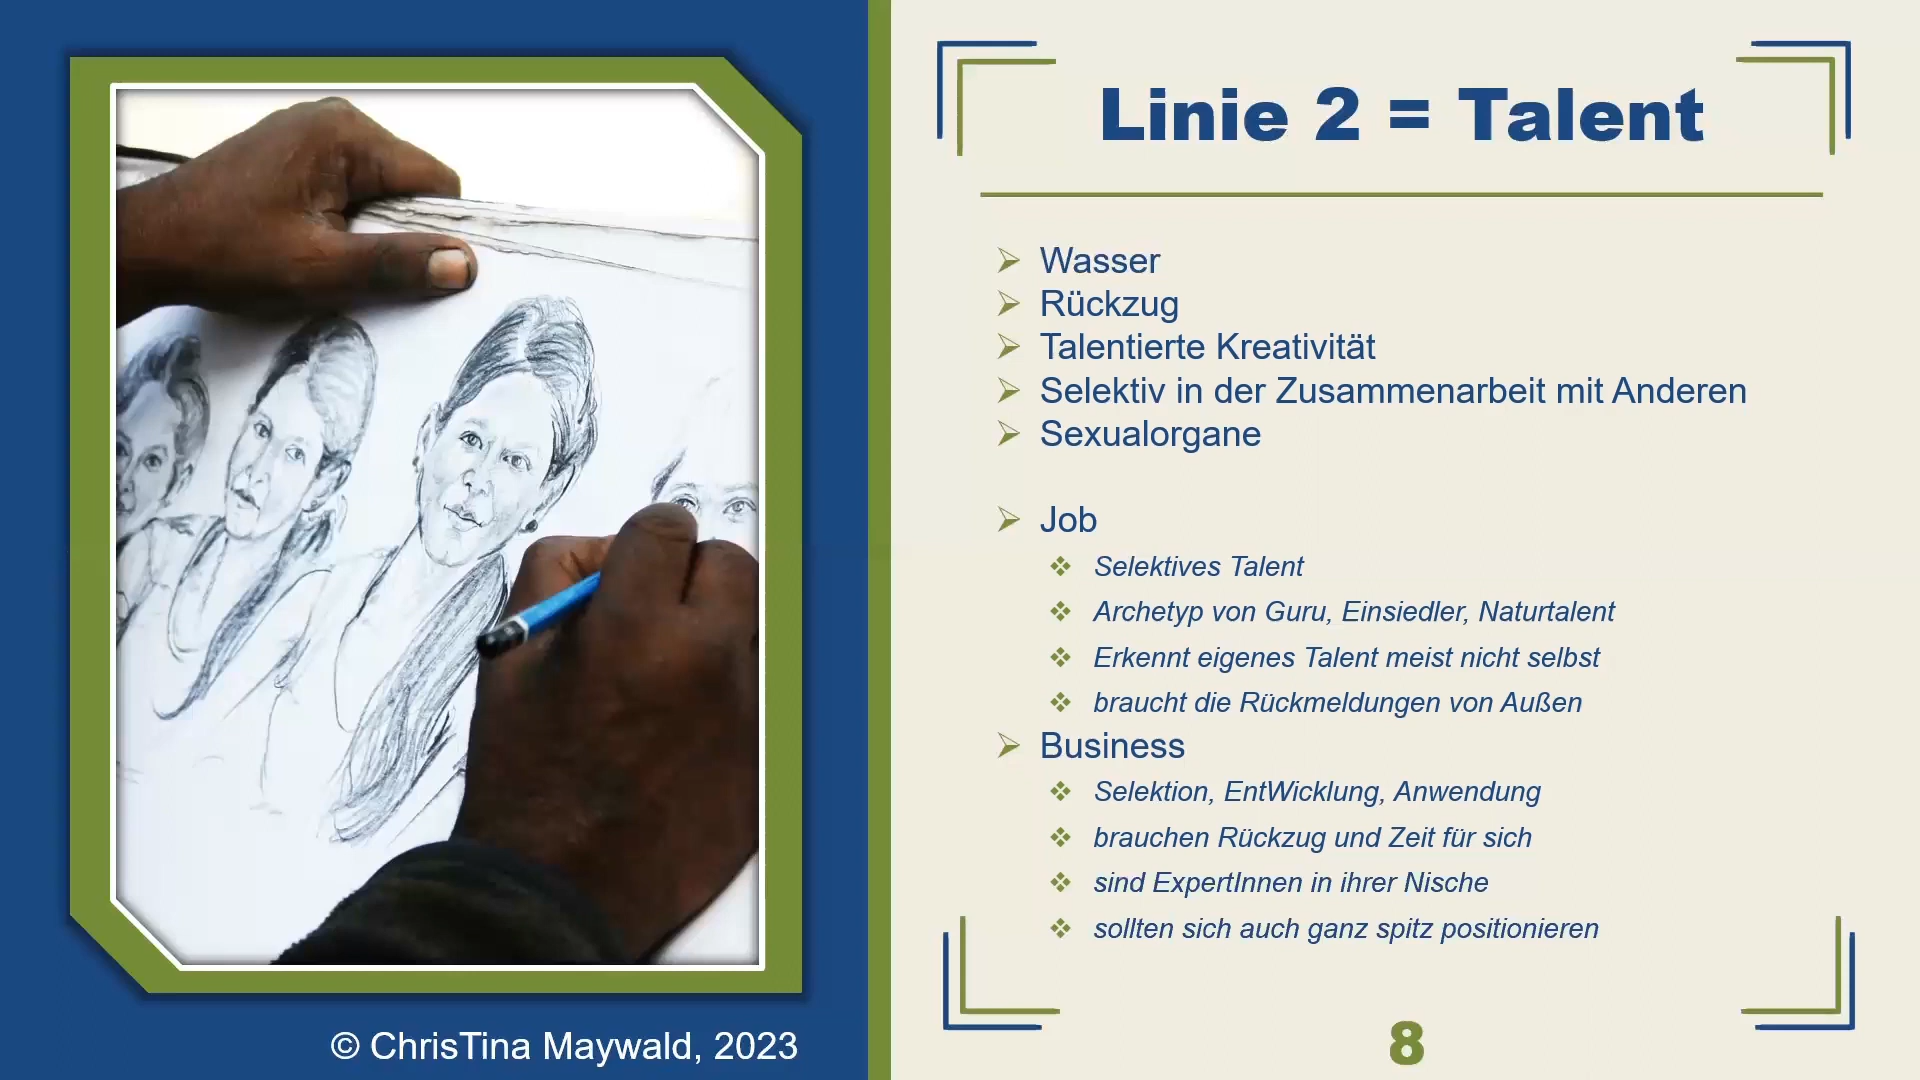 Linie 2 = Talent
Wasser
Rückzug
Talentierte Kreativität
Selektiv in der Zusammenarbeit mit Anderen
Sexualorgane
Job
Selektives Talent
Archetyp von Guru, Einsiedler, Naturtalent
Erkennt eigenes Talent meist nicht selbst
braucht die Rückmeldungen von Außen
Business
Selektion, EntWicklung, Anwendung
brauchen Rückzug und Zeit für sich
sind ExpertInnen in ihrer Nische
sollten sich auch ganz spitz positionieren
© ChrisTina Maywald, 2023
8